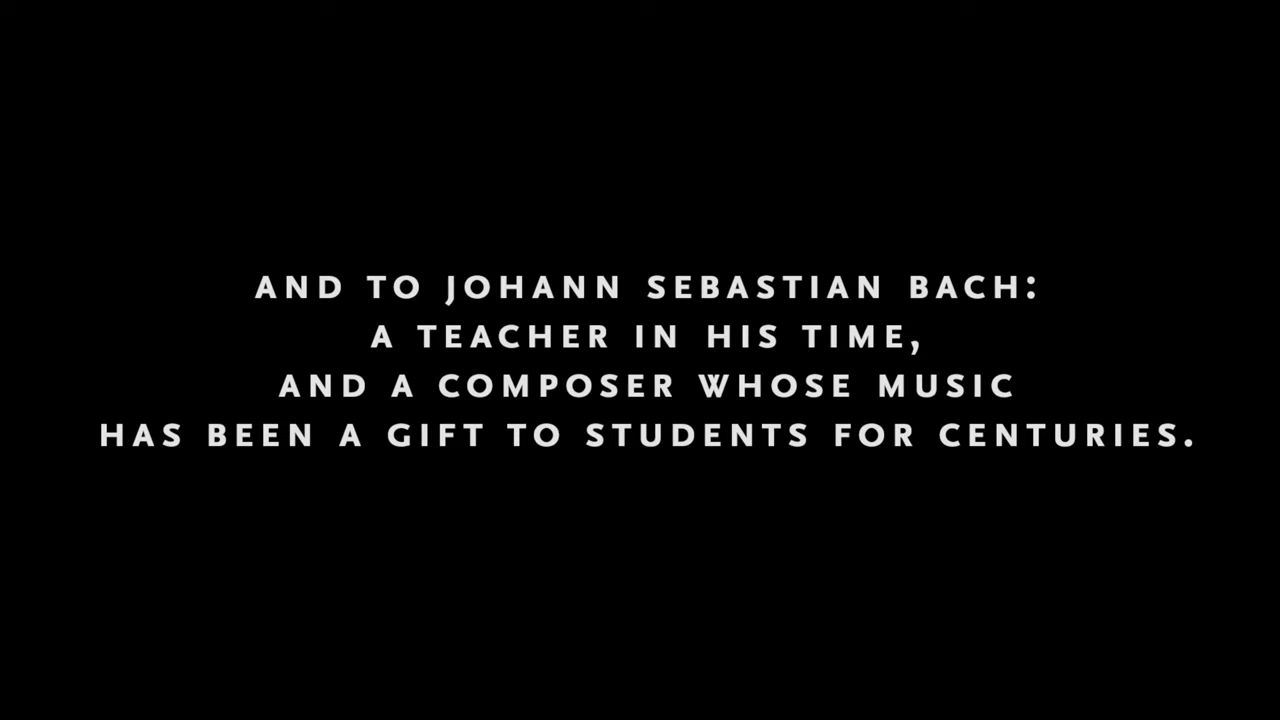 AND TO JOHANN SEBASTIAN BACH:
A TEACHER IN HIS TIME,
AND A COMPOSER WHOSE MUSIC
HAS BEEN A GIFT TO STUDENTS FOR CENTURIES.